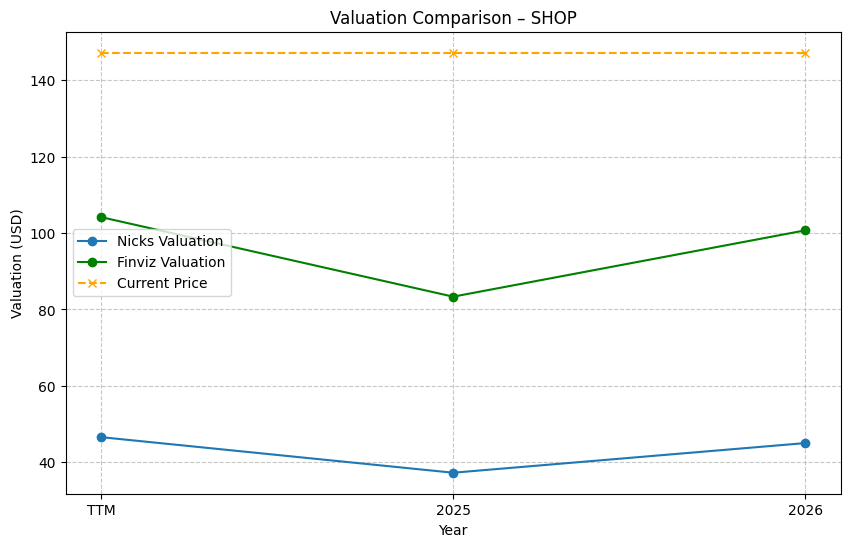 Valuation Comparison – SHOP
Valuation (USD)
140
120
100
80
60
40
Nicks Valuation
Finviz Valuation
Current Price
TTM
2025
2026
Year